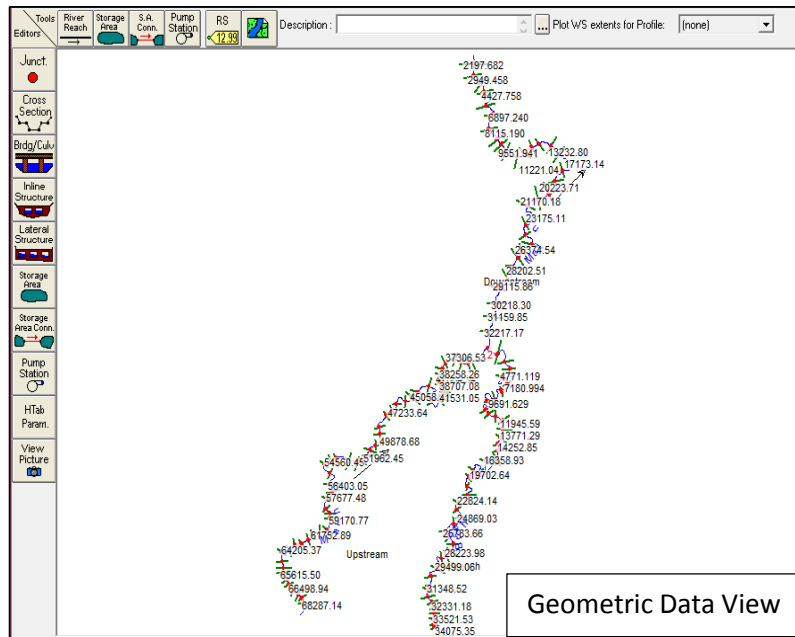 Tools
Editors
River
Reach
Storage
Area
S.A.
Conn.
Pump
Station
RS
12.99
Description :
...
Plot WS extents for Profile:
(none)
Junct.
Cross
Section
Brdg/Culv
Inline
Structure
Lateral
Structure
Storage
Area
Storage
Area Conn.
Pump
Station
HTab
Param.
View
Picture
2197.682
2949.458
4427.758
6897.240
8115.190
9551.941
13232.80
11221.04
17173.14
20223.71
21170.18
23175.11
26374.54
28202.51
Downstream
29115.86
30218.30
31159.85
32217.17
2
37306.53
38258.26
38707.08
45058.41531.05
47233.64
49878.68
51962.45
54560.45
56403.05
57677.48
59170.77
61752.89
64205.37
65615.50
66498.94
68287.14
Upstream
4771.119
7180.994
9691.629
11945.59
13771.29
14252.85
16358.93
19702.64
22824.14
24869.03
26783.66
28223.98
29499.06h
31348.52
32331.18
33521.53
34075.35
Geometric Data View